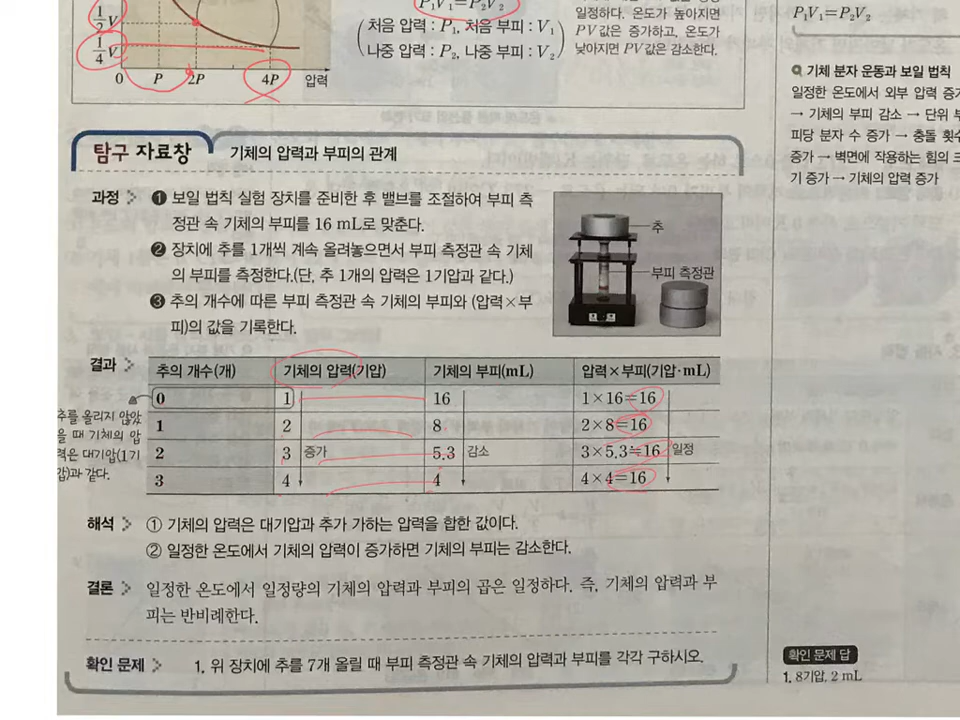 ½V
¼V
0 P 2P 4P 압력
P₁V₁=P₂V₂
처음 압력 : P₁, 처음 부피 : V₁
나중 압력 : P₂, 나중 부피 : V₂
일정하다. 온도가 높아지면
PV값은 증가하고, 온도가
낮아지면 PV값은 감소한다.
P₁V₁=P₂V₂
기체 분자 운동과 보일 법칙
일정한 온도에서 외부 압력 증가
→ 기체의 부피 감소 → 단위 부
피당 분자 수 증가 → 충돌 횟수
증가 → 벽면에 작용하는 힘의 크
기 증가 → 기체의 압력 증가
탐구 자료창 기체의 압력과 부피의 관계
과정 ❶ 보일 법칙 실험 장치를 준비한 후 밸브를 조절하여 부피 측
정관 속 기체의 부피를 16 mL로 맞춘다.
❷ 장치에 추를 1개씩 계속 올려놓으면서 부피 측정관 속 기체
의 부피를 측정한다.(단, 추 1개의 압력은 1기압과 같다.)
❸ 추의 개수에 따른 부피 측정관 속 기체의 부피와 (압력×부
피)의 값을 기록한다.
추
부피 측정관
결과 추의 개수(개) 기체의 압력(기압) 기체의 부피(mL) 압력×부피(기압·mL)
0 1 16 1×16=16
1 2 8 2×8=16
2 3 증가 5.3 감소 3×5.3≒16 일정
3 4 4 4×4=16
추를 올리지 않았
을 때 기체의 압
력은 대기압(1기
압)과 같다.
해석 ① 기체의 압력은 대기압과 추가 가하는 압력을 합한 값이다.
② 일정한 온도에서 기체의 압력이 증가하면 기체의 부피는 감소한다.
결론 일정한 온도에서 일정량의 기체의 압력과 부피의 곱은 일정하다. 즉, 기체의 압력과 부
피는 반비례한다.
확인 문제 1. 위 장치에 추를 7개 올릴 때 부피 측정관 속 기체의 압력과 부피를 각각 구하시오.
확인 문제 답
1. 8기압, 2 mL